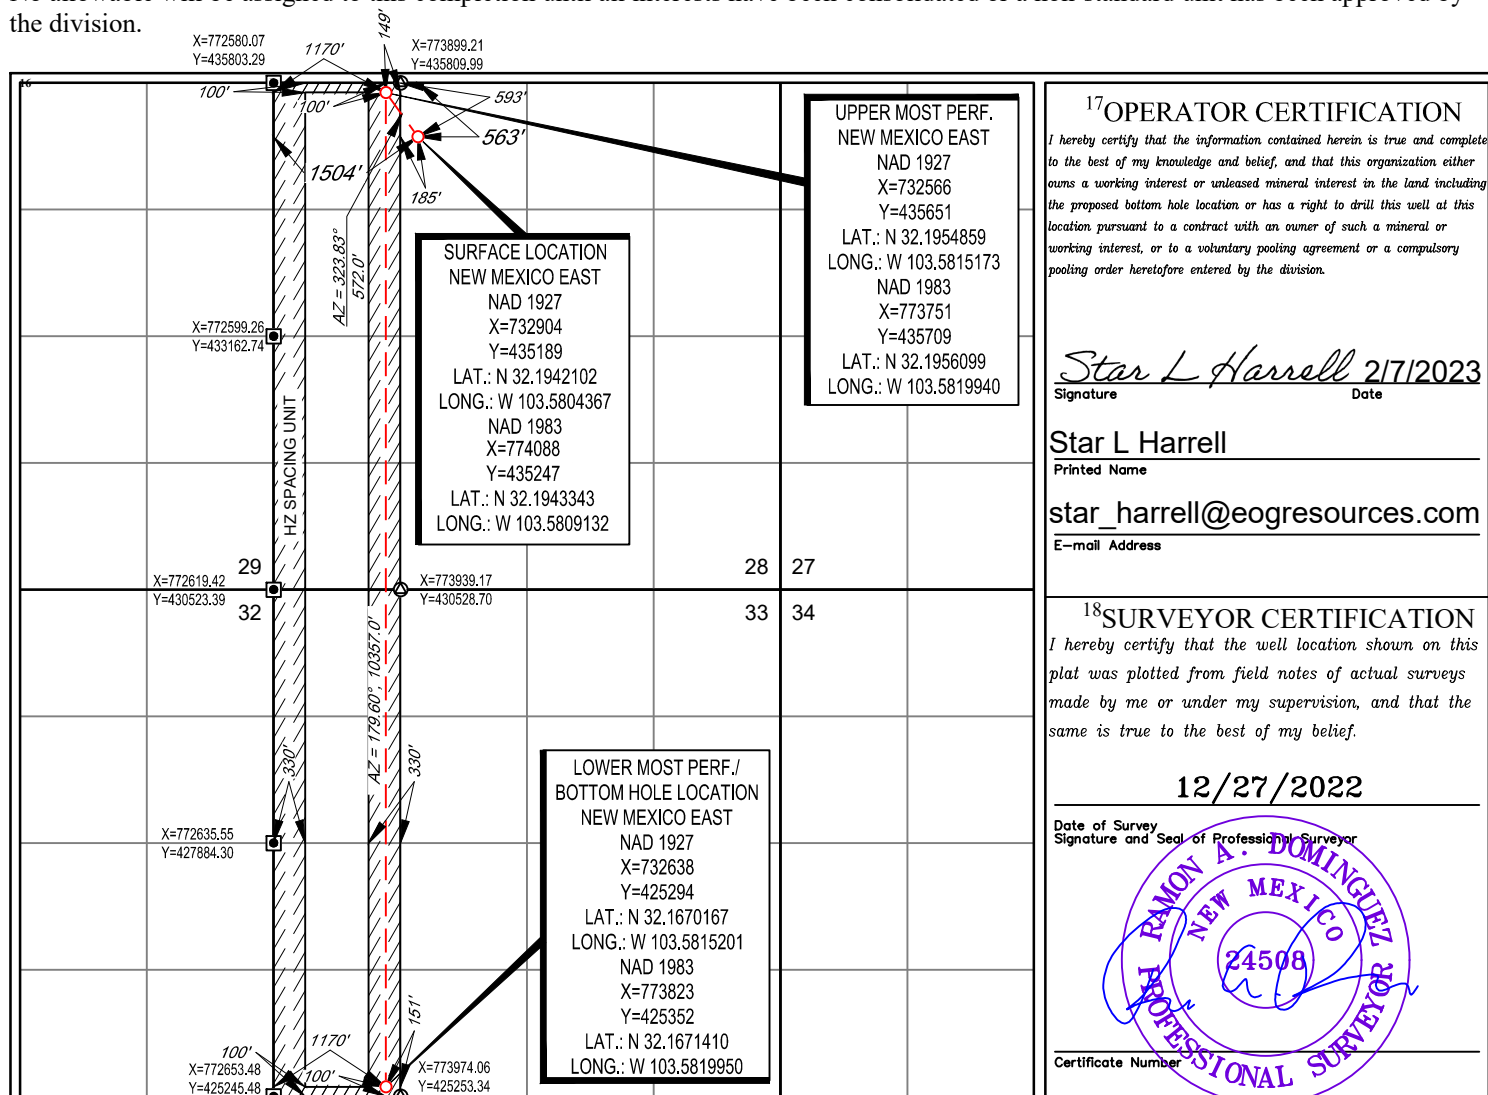 the division.
X=772580.07
Y=435803.29
1170'
149'
X=773899.21
Y=435809.99
16
100'
100'
593'
563'
1504'
185'
AZ = 323.83°
572.0'
UPPER MOST PERF.
NEW MEXICO EAST
NAD 1927
X=732566
Y=435651
LAT.: N 32.1954859
LONG.: W 103.5815173
NAD 1983
X=773751
Y=435709
LAT.: N 32.1956099
LONG.: W 103.5819940
SURFACE LOCATION
NEW MEXICO EAST
NAD 1927
X=732904
Y=435189
LAT.: N 32.1942102
LONG.: W 103.5804367
NAD 1983
X=774088
Y=435247
LAT.: N 32.1943343
LONG.: W 103.5809132
X=772599.26
Y=433162.74
HZ SPACING UNIT
29
28
27
X=772619.42
Y=430523.39
X=773939.17
Y=430528.70
32
33
34
AZ = 179.60°, 10357.0'
330'
330'
X=772635.55
Y=427884.30
LOWER MOST PERF./
BOTTOM HOLE LOCATION
NEW MEXICO EAST
NAD 1927
X=732638
Y=425294
LAT.: N 32.1670167
LONG.: W 103.5815201
NAD 1983
X=773823
Y=425352
LAT.: N 32.1671410
LONG.: W 103.5819950
151'
1170'
100'
100'
X=772653.48
Y=425245.48
X=773974.06
Y=425253.34
17 OPERATOR CERTIFICATION
I hereby certify that the information contained herein is true and complete
to the best of my knowledge and belief, and that this organization either
owns a working interest or unleased mineral interest in the land including
the proposed bottom hole location or has a right to drill this well at this
location pursuant to a contract with an owner of such a mineral or
working interest, or to a voluntary pooling agreement or a compulsory
pooling order heretofore entered by the division.
Star L Harrell 2/7/2023
Signature Date
Star L Harrell
Printed Name
star_harrell@eogresources.com
E-mail Address
18 SURVEYOR CERTIFICATION
I hereby certify that the well location shown on this
plat was plotted from field notes of actual surveys
made by me or under my supervision, and that the
same is true to the best of my belief.
12/27/2022
Date of Survey
Signature and Seal of Professional Surveyor
RAMON A. DOMINGUEZ
NEW MEXICO
24508
PROFESSIONAL SURVEYOR
Certificate Number